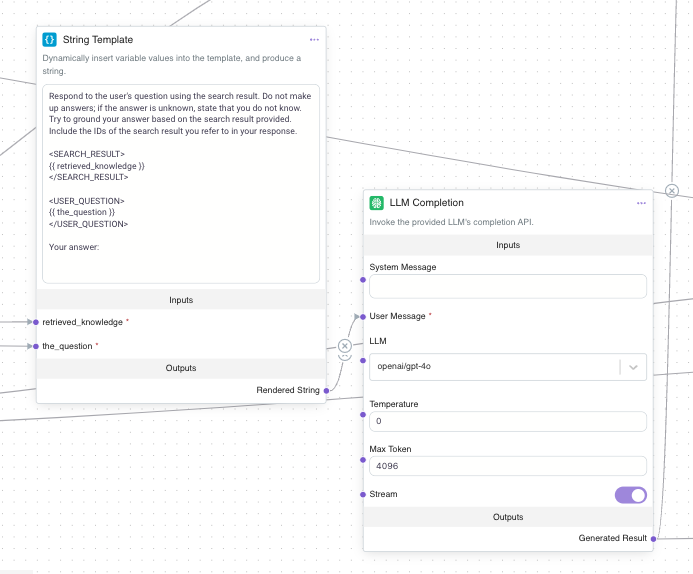 String Template
Dynamically insert variable values into the template, and produce a
string.
Respond to the user's question using the search result. Do not make
up answers; if the answer is unknown, state that you do not know.
Try to ground your answer based on the search result provided.
Include the IDs of the search result you refer to in your response.
<SEARCH_RESULT>
{{ retrieved_knowledge }}
</SEARCH_RESULT>
<USER_QUESTION>
{{ the_question }}
</USER_QUESTION>
Your answer:
Inputs
retrieved_knowledge *
the_question *
Outputs
Rendered String
LLM Completion
Invoke the provided LLM's completion API.
Inputs
System Message
User Message *
LLM
openai/gpt-4o
Temperature
0
Max Token
4096
Stream
Outputs
Generated Result